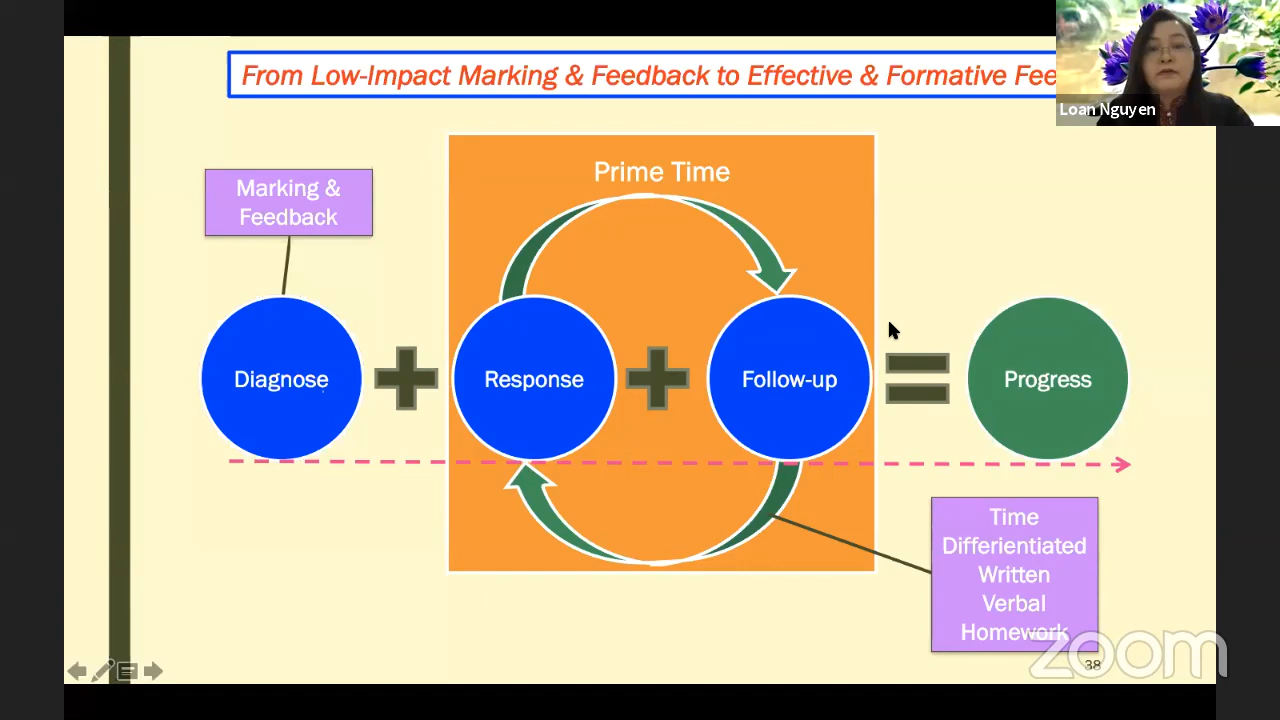 From Low-Impact Marking & Feedback to Effective & Formative Fee
Loan Nguyen
Prime Time
Marking &
Feedback
Diagnose
Response
Follow-up
Progress
Time
Differientiated
Written
Verbal
Homework
zoom
38